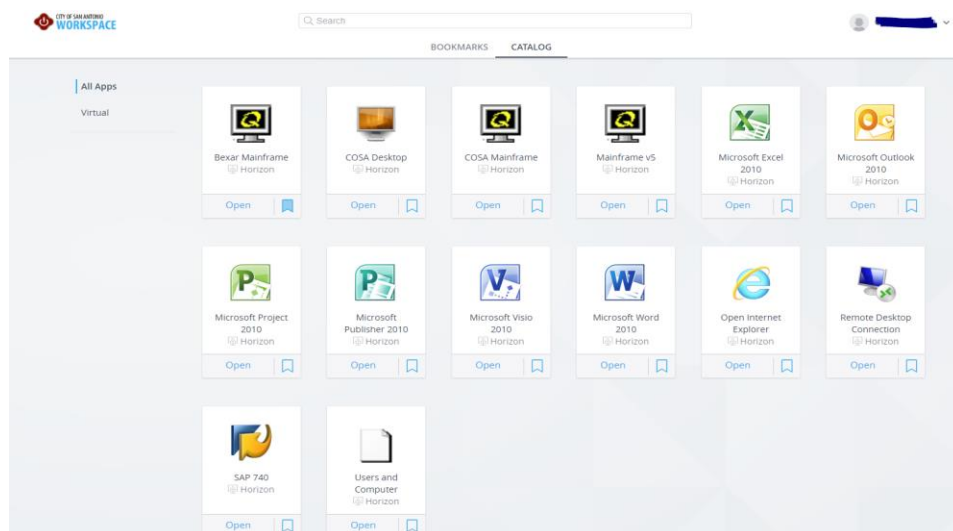 CITY OF SAN ANTONIO
WORKSPACE
Search
BOOKMARKS CATALOG
All Apps
Virtual
Bexar Mainframe
Horizon
Open
COSA Desktop
Horizon
Open
COSA Mainframe
Horizon
Open
Mainframe v5
Horizon
Open
Microsoft Excel
2010
Horizon
Open
Microsoft Outlook
2010
Horizon
Open
Microsoft Project
2010
Horizon
Open
Microsoft
Publisher 2010
Horizon
Open
Microsoft Visio
2010
Horizon
Open
Microsoft Word
2010
Horizon
Open
Open Internet
Explorer
Horizon
Open
Remote Desktop
Connection
Horizon
Open
SAP 740
Horizon
Open
Users and
Computer
Horizon
Open